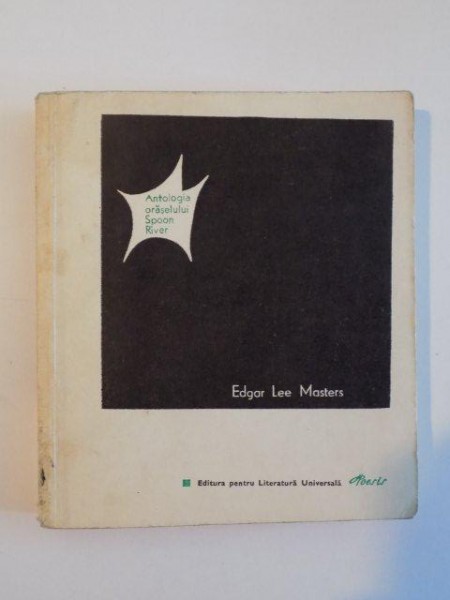 Antologia
orășelului
Spoon
River
Edgar Lee Masters
Editura pentru Literatură Universală Poesis